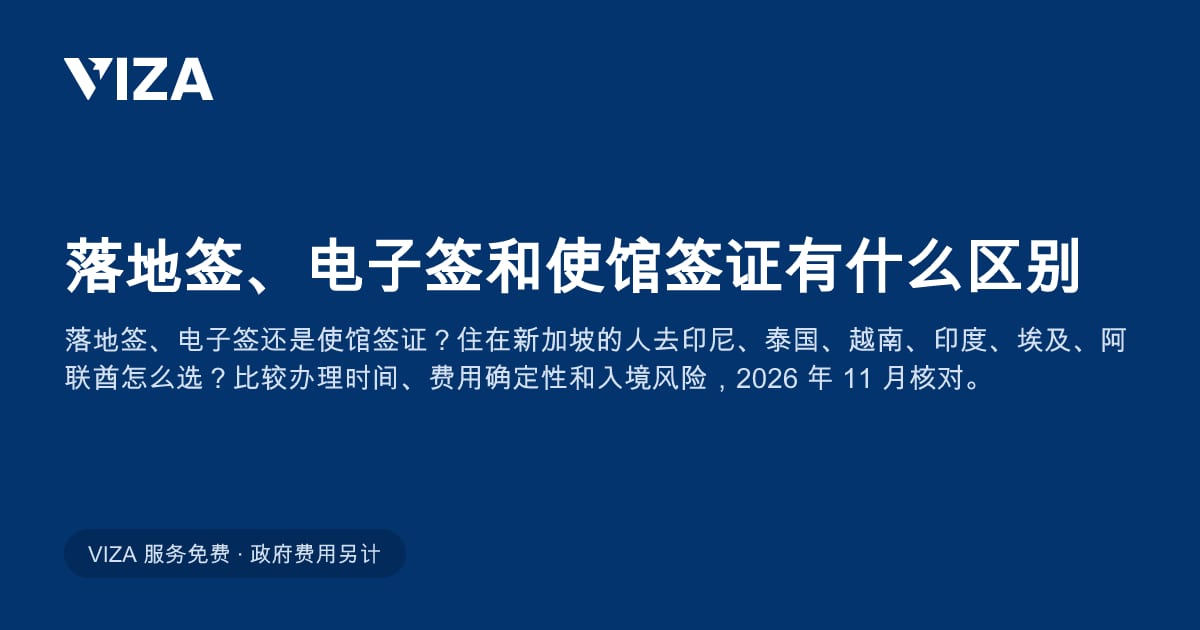 VIZA
落地签、电子签和使馆签证有什么区别
落地签、电子签还是使馆签证？住在新加坡的人去印尼、泰国、越南、印度、埃及、阿
联酋怎么选？比较办理时间、费用确定性和入境风险，2026 年 11 月核对。
VIZA 服务免费 · 政府费用另计